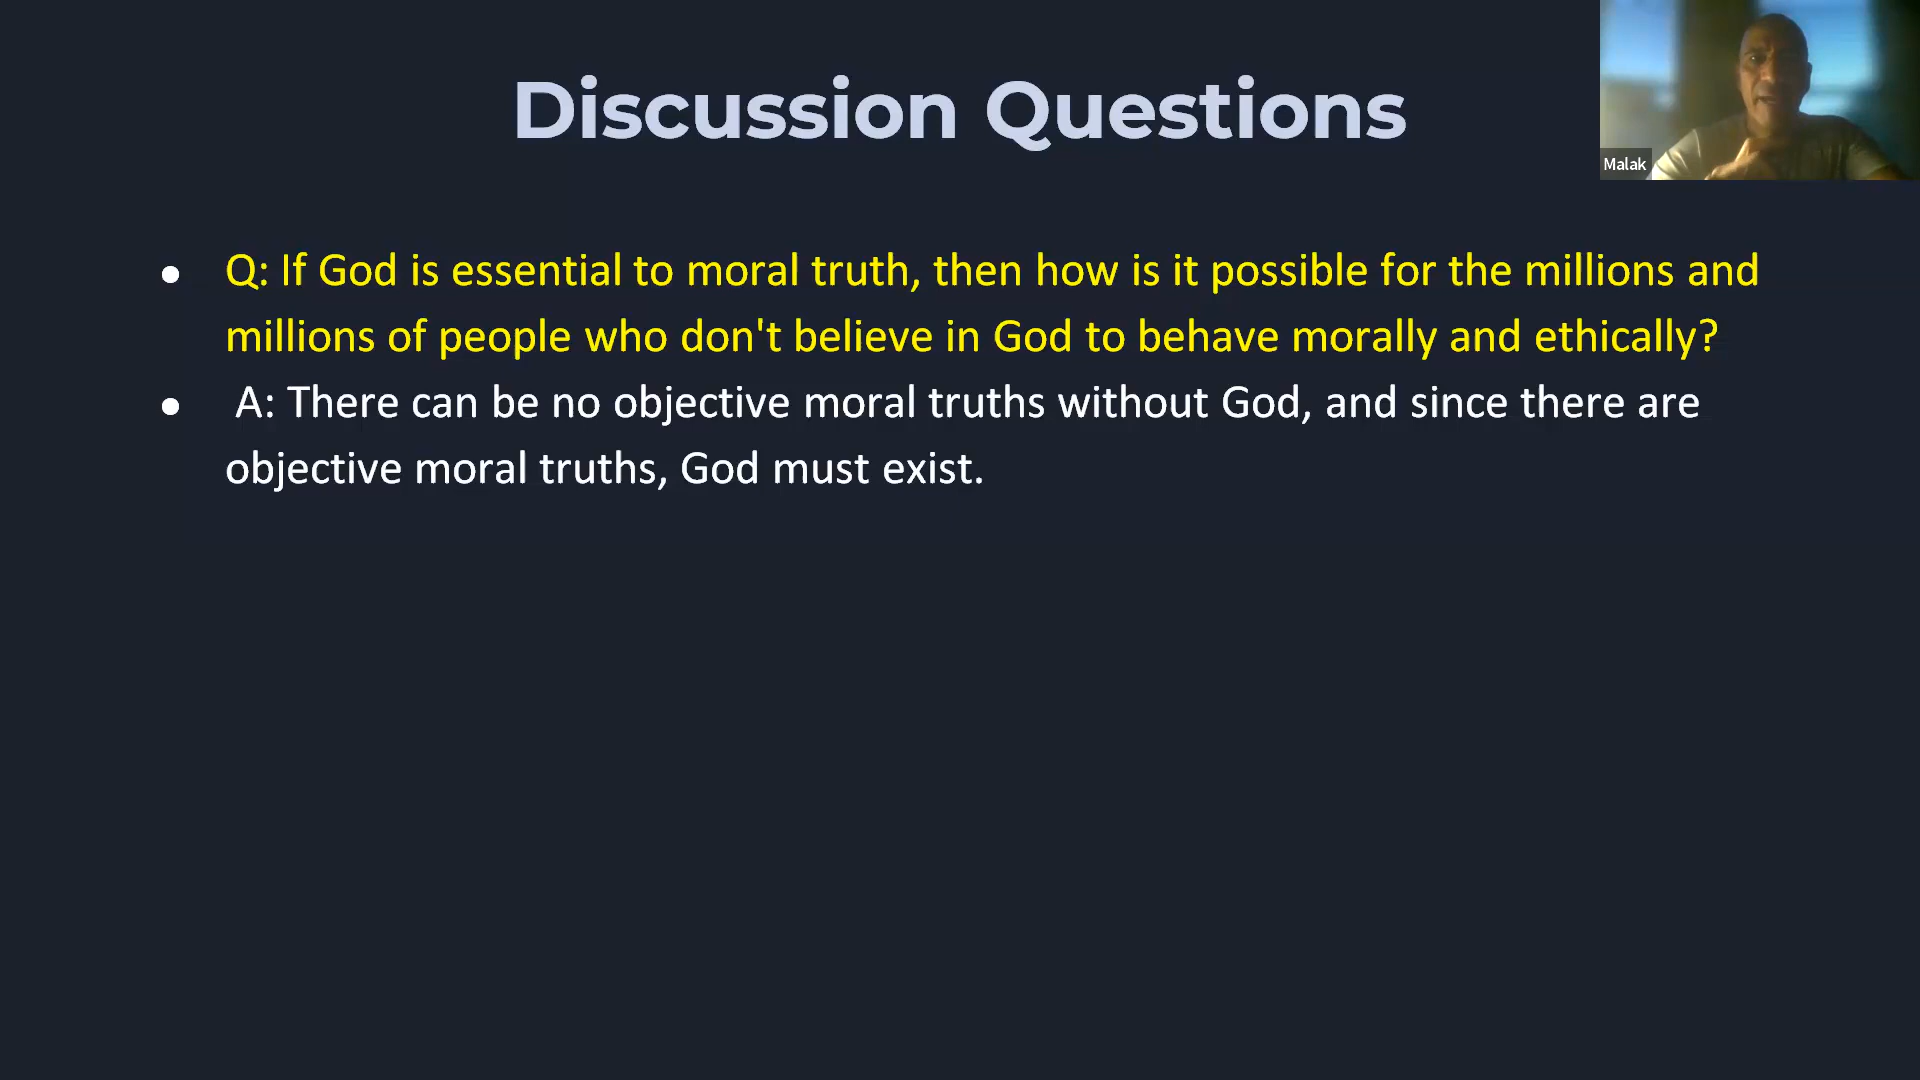 Discussion Questions
Malak
• Q: If God is essential to moral truth, then how is it possible for the millions and
millions of people who don't believe in God to behave morally and ethically?
• A: There can be no objective moral truths without God, and since there are
objective moral truths, God must exist.